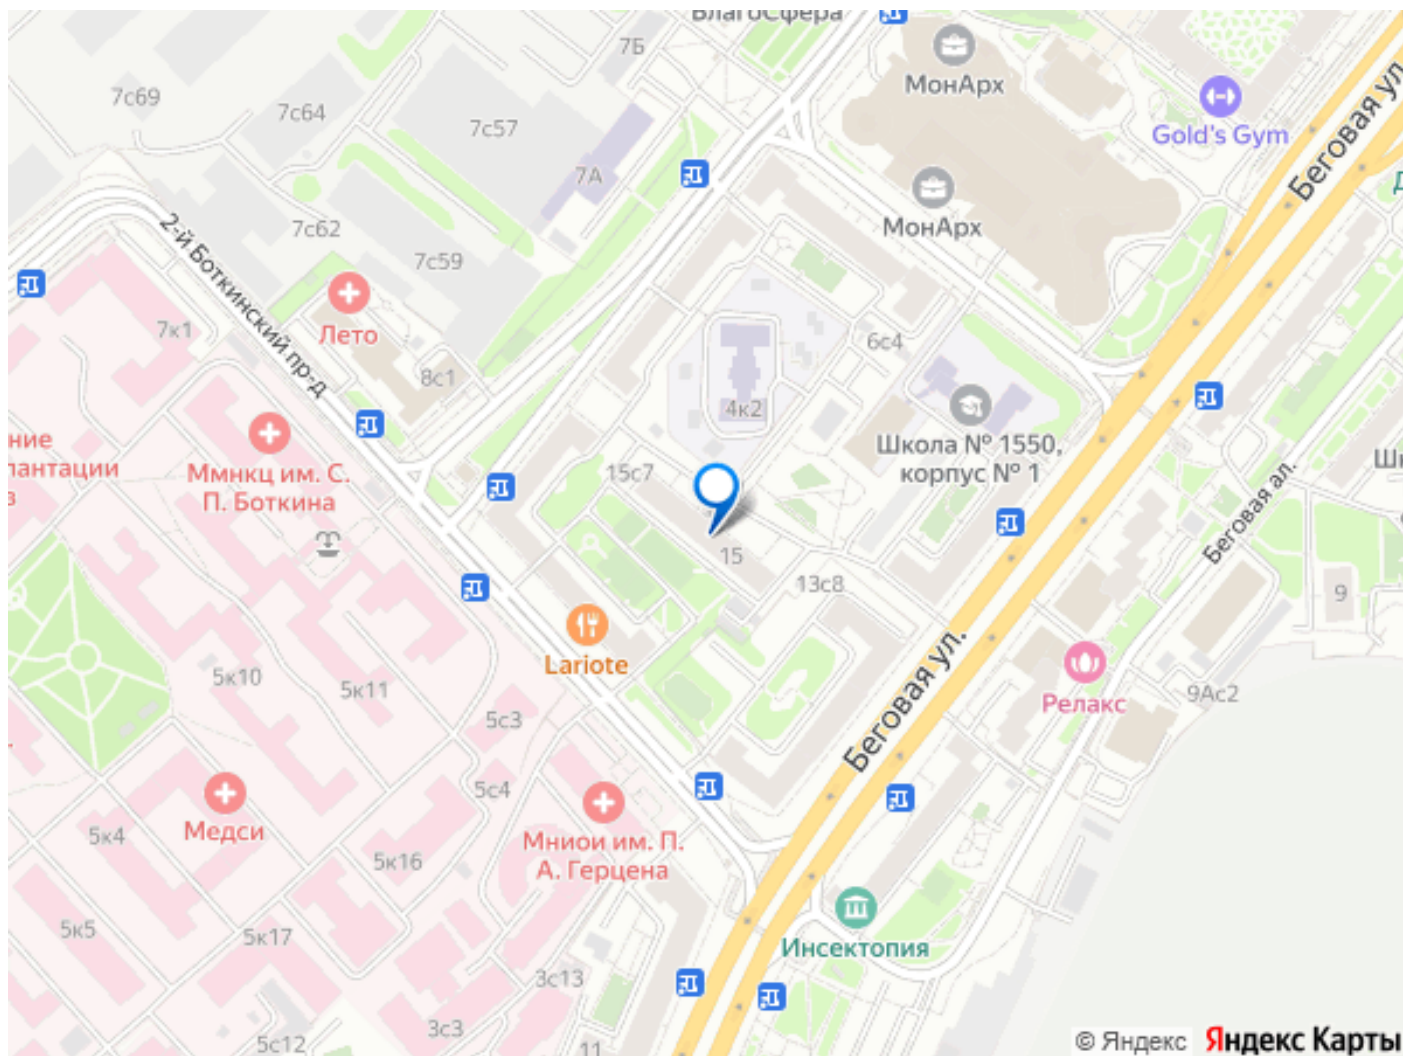 БлагоСфера
7Б
МонАрх
7с69
7с64
7с57
Gold's Gym
Беговая ул.
7А
МонАрх
7с62
7с59
2-й Боткинский пр-д
7к1
Лето
6с4
8с1
4к2
ние
плантации
Ммнкц им. С.
П. Боткина
15с7
Школа № 1550,
корпус № 1
Беговая ал.
15
13с8
9
Lariote
Беговая ул.
5к10
5к11
5с3
Релакс
9Ас2
5с4
Медси
5к4
5к16
Мниои им. П.
А. Герцена
5к5
5к17
Инсектопия
3с13
3с3
5с12
11
© Яндекс Яндекс Карты